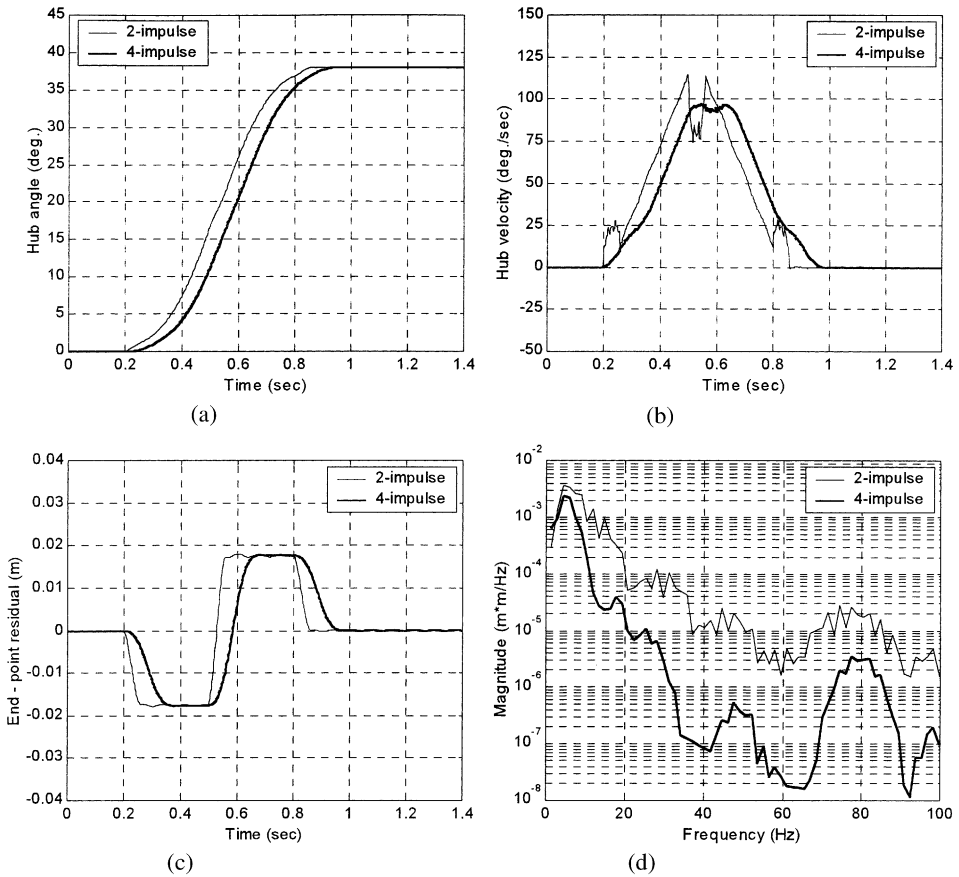 45
40
35
30
25
20
15
10
5
0
Hub angle (deg.)
2-impulse
4-impulse
0 0.2 0.4 0.6 0.8 1 1.2 1.4
Time (sec)
(a)
150
125
100
75
50
25
0
-25
-50
Hub velocity (deg./sec)
2-impulse
4-impulse
0 0.2 0.4 0.6 0.8 1 1.2 1.4
Time (sec)
(b)
0.04
0.03
0.02
0.01
0
-0.01
-0.02
-0.03
-0.04
End - point residual (m)
2-impulse
4-impulse
0 0.2 0.4 0.6 0.8 1 1.2 1.4
Time (sec)
(c)
10-2
10-3
10-4
10-5
10-6
10-7
10-8
Magnitude (m*m/Hz)
2-impulse
4-impulse
0 20 40 60 80 100
Frequency (Hz)
(d)